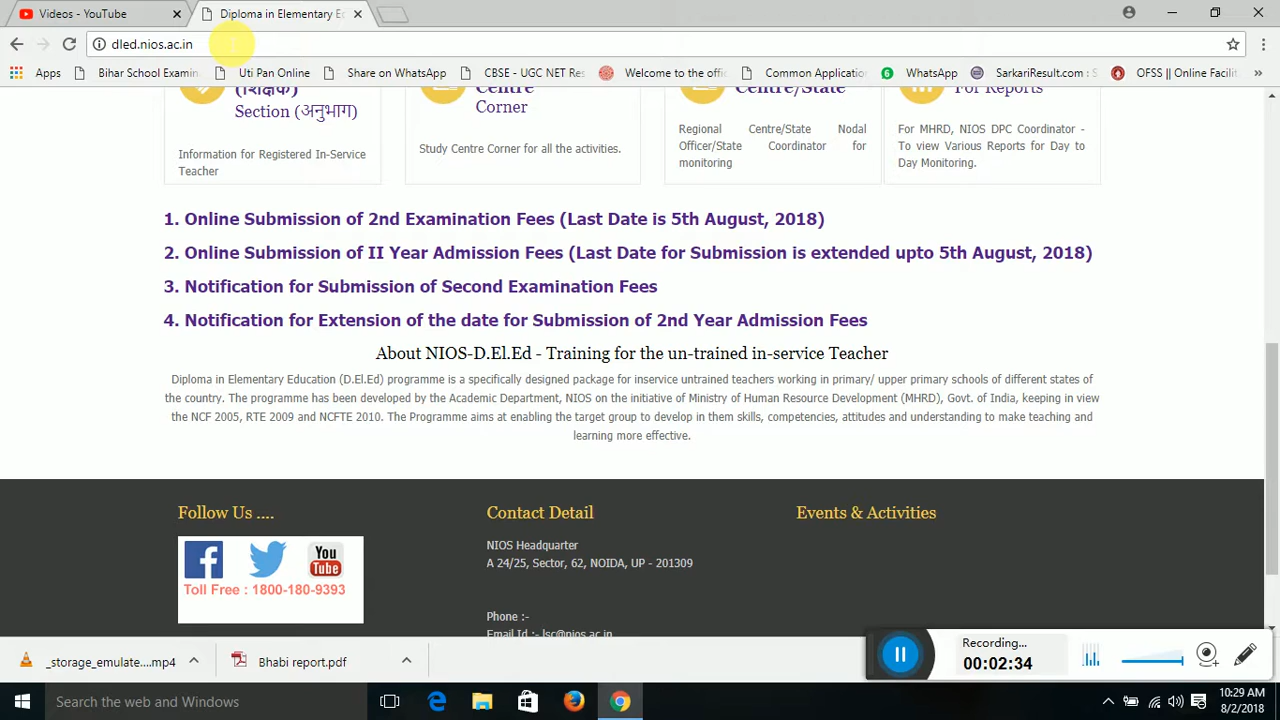 Videos - YouTube
Diploma in Elementary Ec
dled.nios.ac.in
Apps
Bihar School Examin
Uti Pan Online
Share on WhatsApp
CBSE - UGC NET Res
Welcome to the offi
Common Applicatio
6
WhatsApp
SarkariResult.com : S
OFSS || Online Facilit
»
(शिक्षक)
Section (अनुभाग)
Information for Registered In-Service
Teacher
Centre
Corner
Study Centre Corner for all the activities.
Centre/State
Regional Centre/State Nodal
Officer/State Coordinator for
monitoring
For Reports
For MHRD, NIOS DPC Coordinator -
To view Various Reports for Day to
Day Monitoring.
1. Online Submission of 2nd Examination Fees (Last Date is 5th August, 2018)
2. Online Submission of II Year Admission Fees (Last Date for Submission is extended upto 5th August, 2018)
3. Notification for Submission of Second Examination Fees
4. Notification for Extension of the date for Submission of 2nd Year Admission Fees
About NIOS-D.El.Ed - Training for the un-trained in-service Teacher
Diploma in Elementary Education (D.El.Ed) programme is a specifically designed package for inservice untrained teachers working in primary/ upper primary schools of different states of
the country. The programme has been developed by the Academic Department, NIOS on the initiative of Ministry of Human Resource Development (MHRD), Govt. of India, keeping in view
the NCF 2005, RTE 2009 and NCFTE 2010. The Programme aims at enabling the target group to develop in them skills, competencies, attitudes and understanding to make teaching and
learning more effective.
Follow Us ....
You
Tube
Toll Free : 1800-180-9393
Contact Detail
NIOS Headquarter
A 24/25, Sector, 62, NOIDA, UP - 201309
Phone :-
Email Id :- lsc@nios.ac.in
Events & Activities
_storage_emulate....mp4
Bhabi report.pdf
Recording...
00:02:34
Search the web and Windows
10:29 AM
8/2/2018